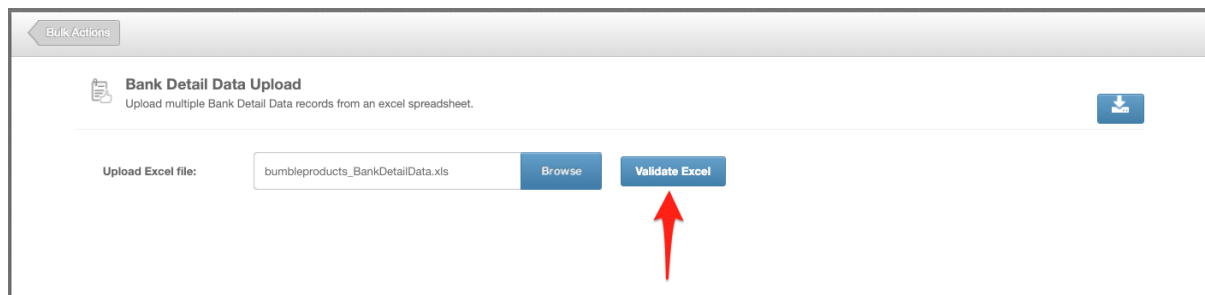 Bulk Actions
Bank Detail Data Upload
Upload multiple Bank Detail Data records from an excel spreadsheet.
Upload Excel file: bumbleproducts_BankDetailData.xls Browse Validate Excel